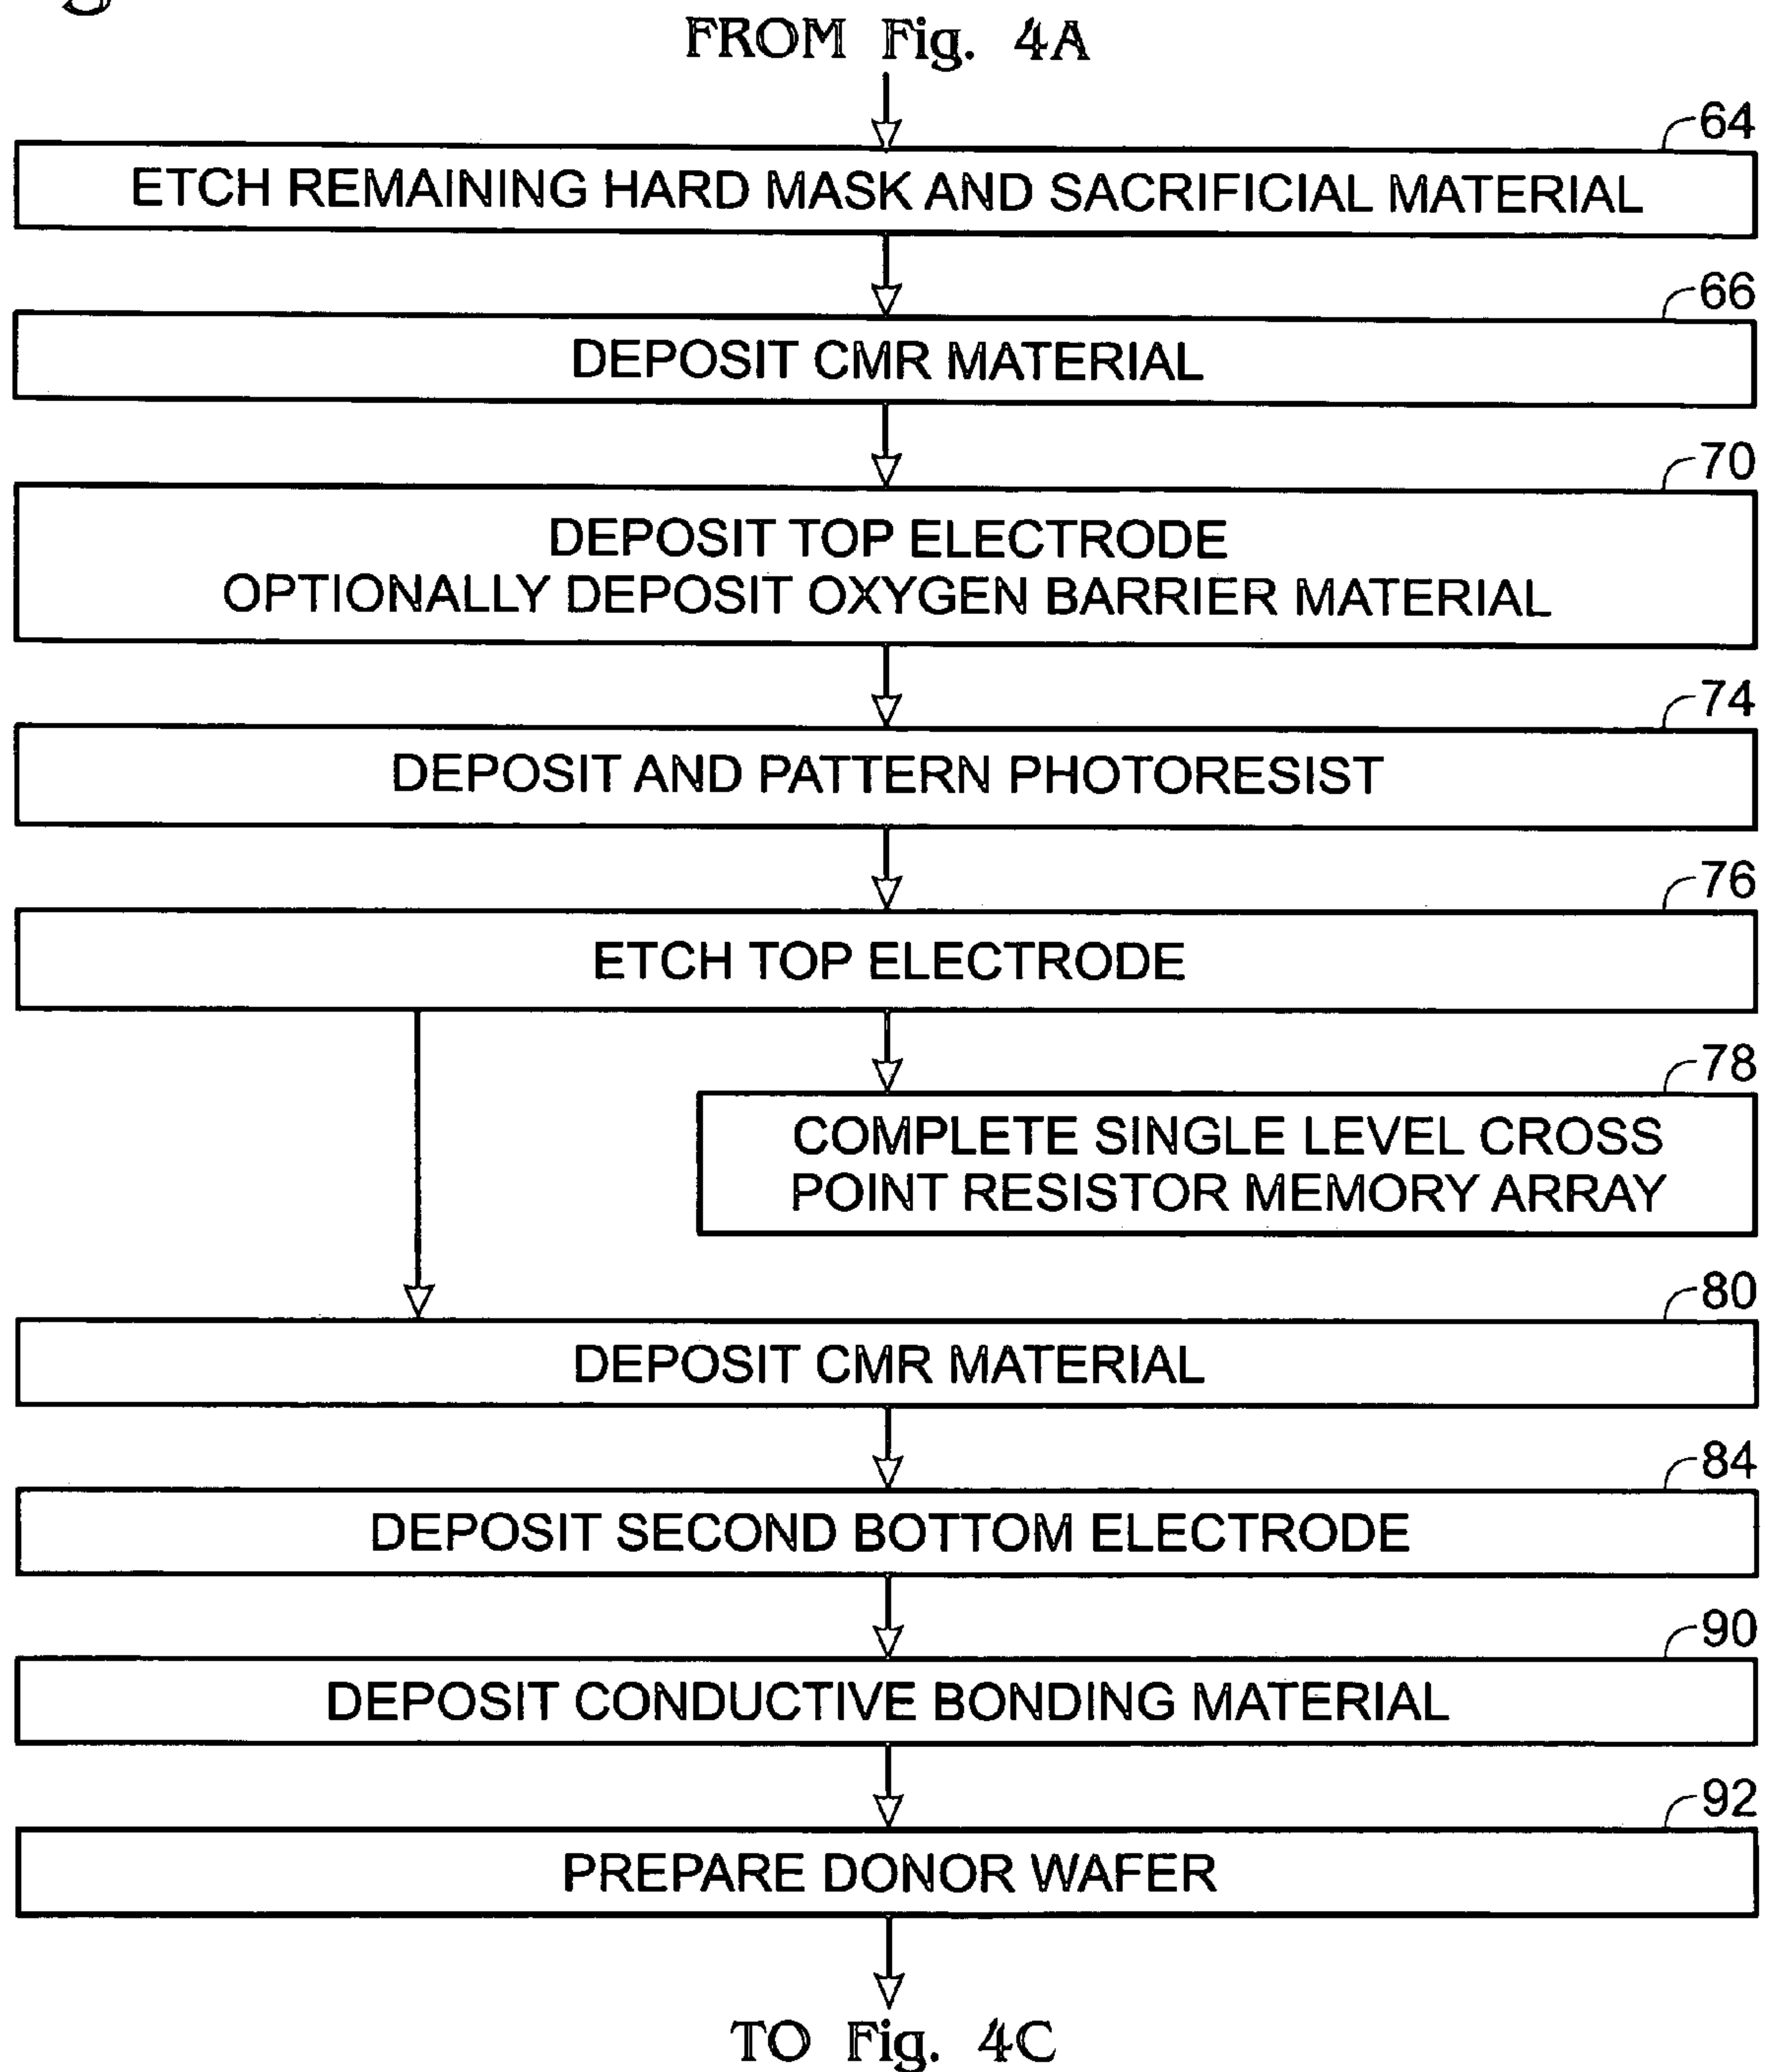 FROM Fig. 4A
64
ETCH REMAINING HARD MASK AND SACRIFICIAL MATERIAL
66
DEPOSIT CMR MATERIAL
70
DEPOSIT TOP ELECTRODE
OPTIONALLY DEPOSIT OXYGEN BARRIER MATERIAL
74
DEPOSIT AND PATTERN PHOTORESIST
76
ETCH TOP ELECTRODE
78
COMPLETE SINGLE LEVEL CROSS
POINT RESISTOR MEMORY ARRAY
80
DEPOSIT CMR MATERIAL
84
DEPOSIT SECOND BOTTOM ELECTRODE
90
DEPOSIT CONDUCTIVE BONDING MATERIAL
92
PREPARE DONOR WAFER
TO Fig. 4C